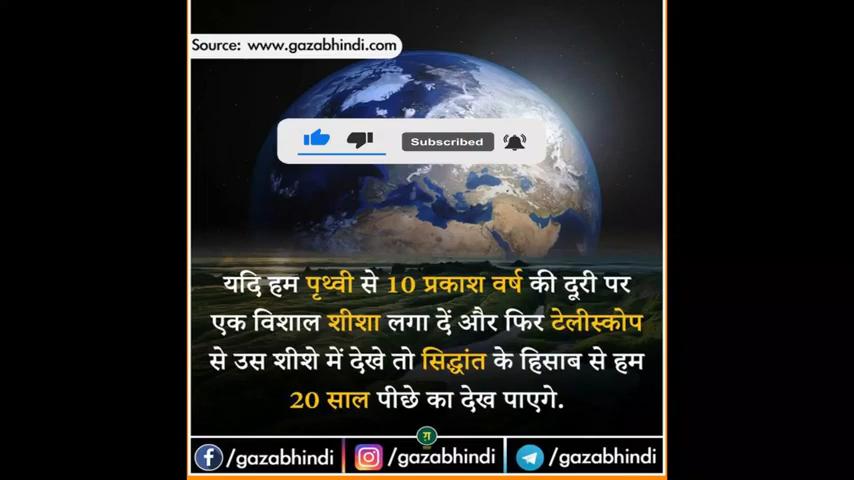 Source: www.gazabhindi.com
Subscribed
यदि हम पृथ्वी से 10 प्रकाश वर्ष की दूरी पर
एक विशाल शीशा लगा दें और फिर टेलीस्कोप
से उस शीशे में देखे तो सिद्धांत के हिसाब से हम
20 साल पीछे का देख पाएगे.
ग़
/gazabhindi /gazabhindi /gazabhindi